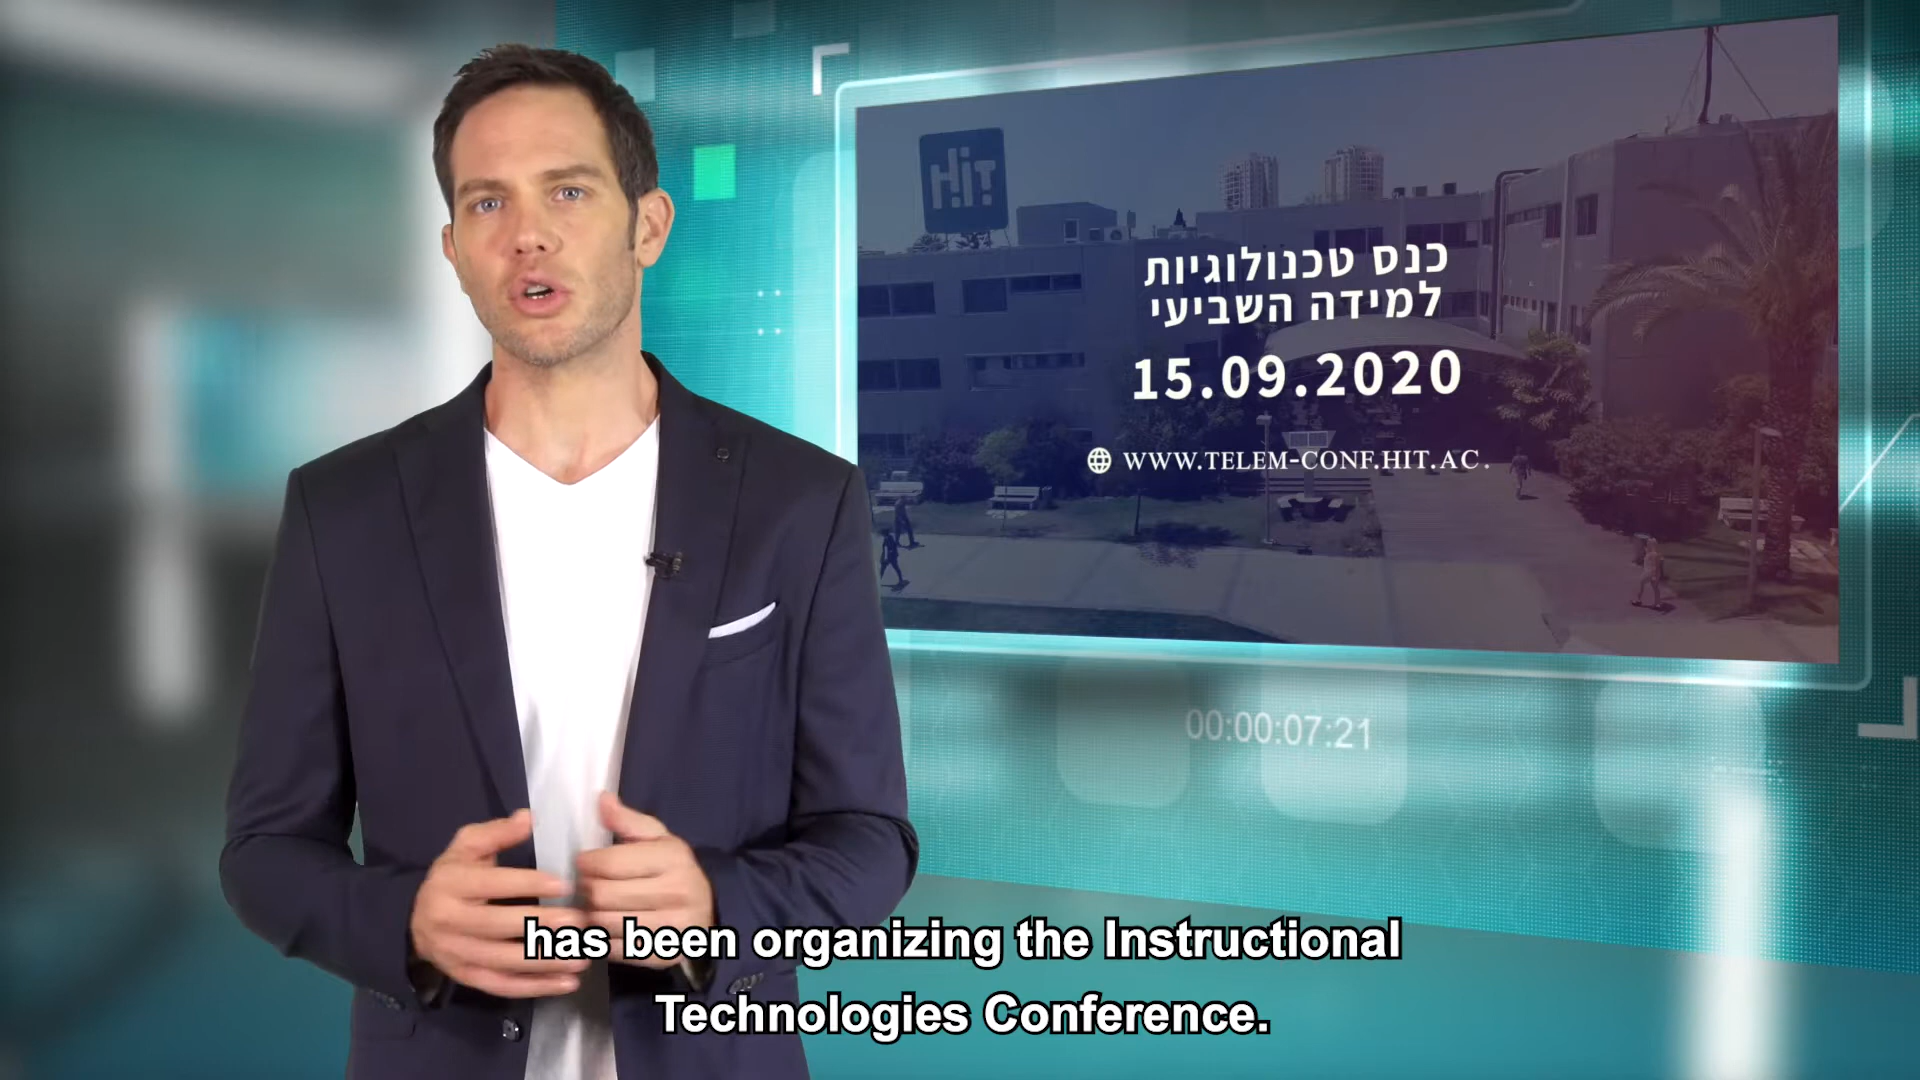 HIT
כנס טכנולוגיות
למידה השביעי
15.09.2020
WWW.TELEM-CONF.HIT.AC.
00:00:07:21
has been organizing the Instructional
Technologies Conference.